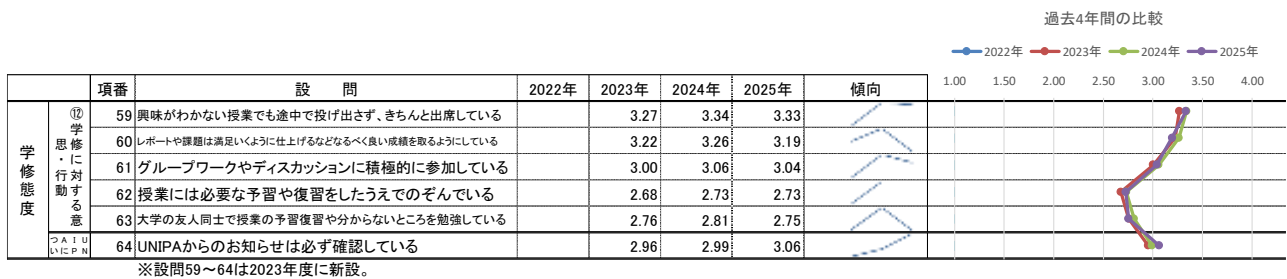 過去4年間の比較
2022年 2023年 2024年 2025年
項番 設 問 2022年 2023年 2024年 2025年 傾向 1.00 1.50 2.00 2.50 3.00 3.50 4.00
学修態度
⑫学修に対する意思・行動
59 興味がわかない授業でも途中で投げ出さず、きちんと出席している 3.27 3.34 3.33
60 レポートや課題は満足いくように仕上げるなどなるべく良い成績を取るようにしている 3.22 3.26 3.19
61 グループワークやディスカッションに積極的に参加している 3.00 3.06 3.04
62 授業には必要な予習や復習をしたうえでのぞんでいる 2.68 2.73 2.73
63 大学の友人同士で授業の予習復習や分からないところを勉強している 2.76 2.81 2.75
UNIPAについて
64 UNIPAからのお知らせは必ず確認している 2.96 2.99 3.06
※設問59~64は2023年度に新設。